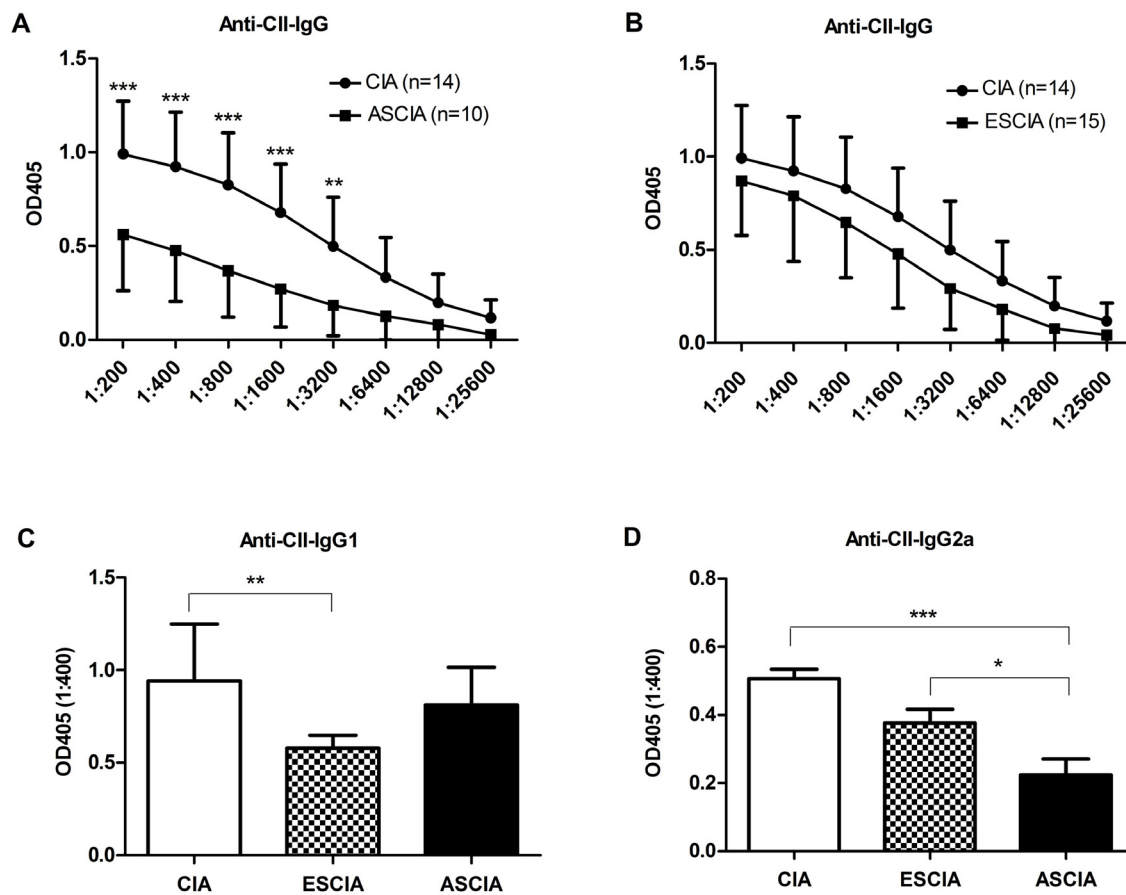 A
Anti-CII-IgG
1.5
1.0
0.5
0.0
OD405
CIA (n=14)
ASCIA (n=10)
***
***
***
***
**
1:200
1:400
1:800
1:1600
1:3200
1:6400
1:12800
1:25600
B
Anti-CII-IgG
1.5
1.0
0.5
0.0
OD405
CIA (n=14)
ESCIA (n=15)
1:200
1:400
1:800
1:1600
1:3200
1:6400
1:12800
1:25600
C
Anti-CII-IgG1
1.5
1.0
0.5
0.0
OD405 (1:400)
**
CIA
ESCIA
ASCIA
D
Anti-CII-IgG2a
0.8
0.6
0.4
0.2
0.0
OD405 (1:400)
***
*
CIA
ESCIA
ASCIA